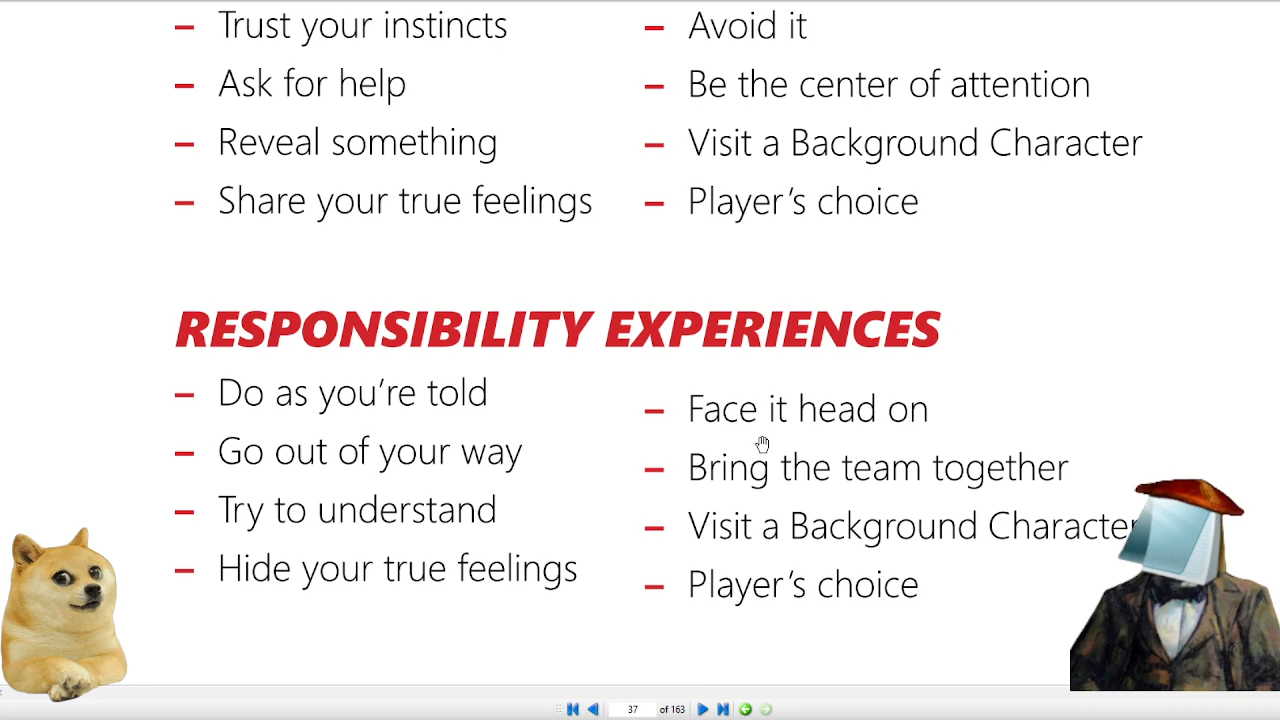 – Trust your instincts
– Ask for help
– Reveal something
– Share your true feelings
– Avoid it
– Be the center of attention
– Visit a Background Character
– Player’s choice
RESPONSIBILITY EXPERIENCES
– Do as you’re told
– Go out of your way
– Try to understand
– Hide your true feelings
– Face it head on
– Bring the team together
– Visit a Background Character
– Player’s choice
37 of 163